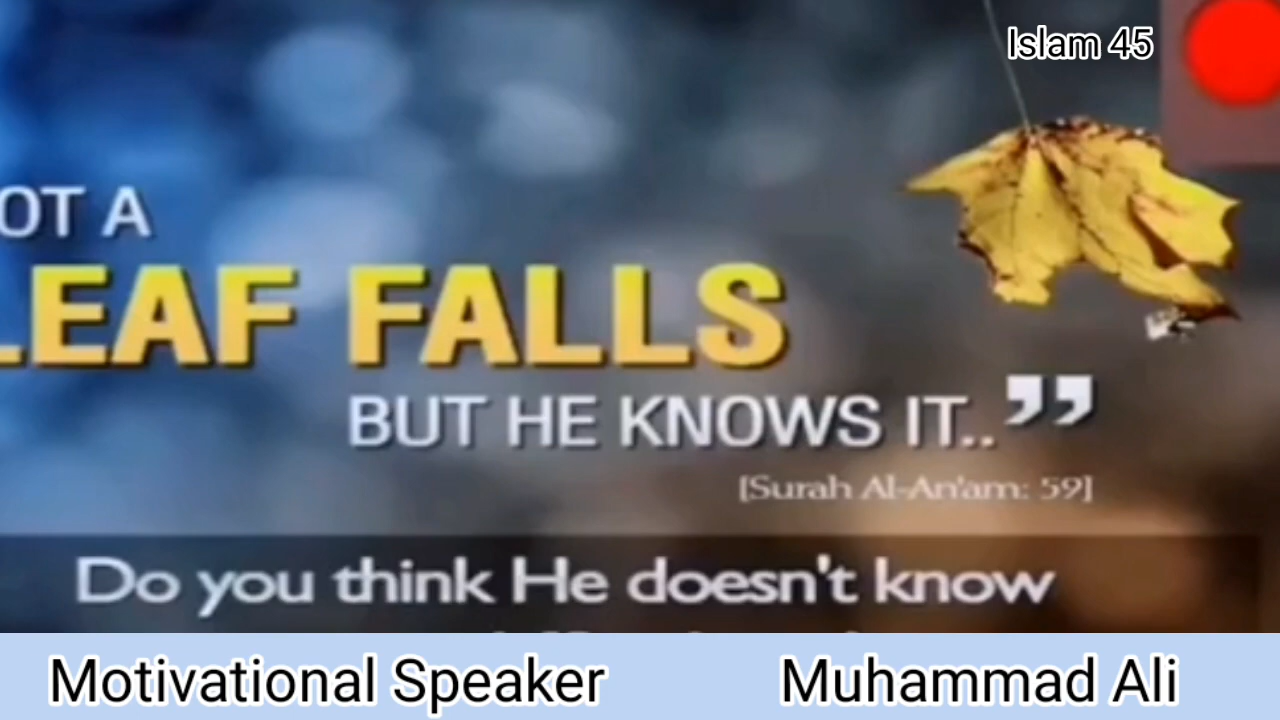 Islam 45
OT A
LEAF FALLS
BUT HE KNOWS IT..”
[Surah Al-An'am: 59]
Do you think He doesn't know
Motivational Speaker Muhammad Ali